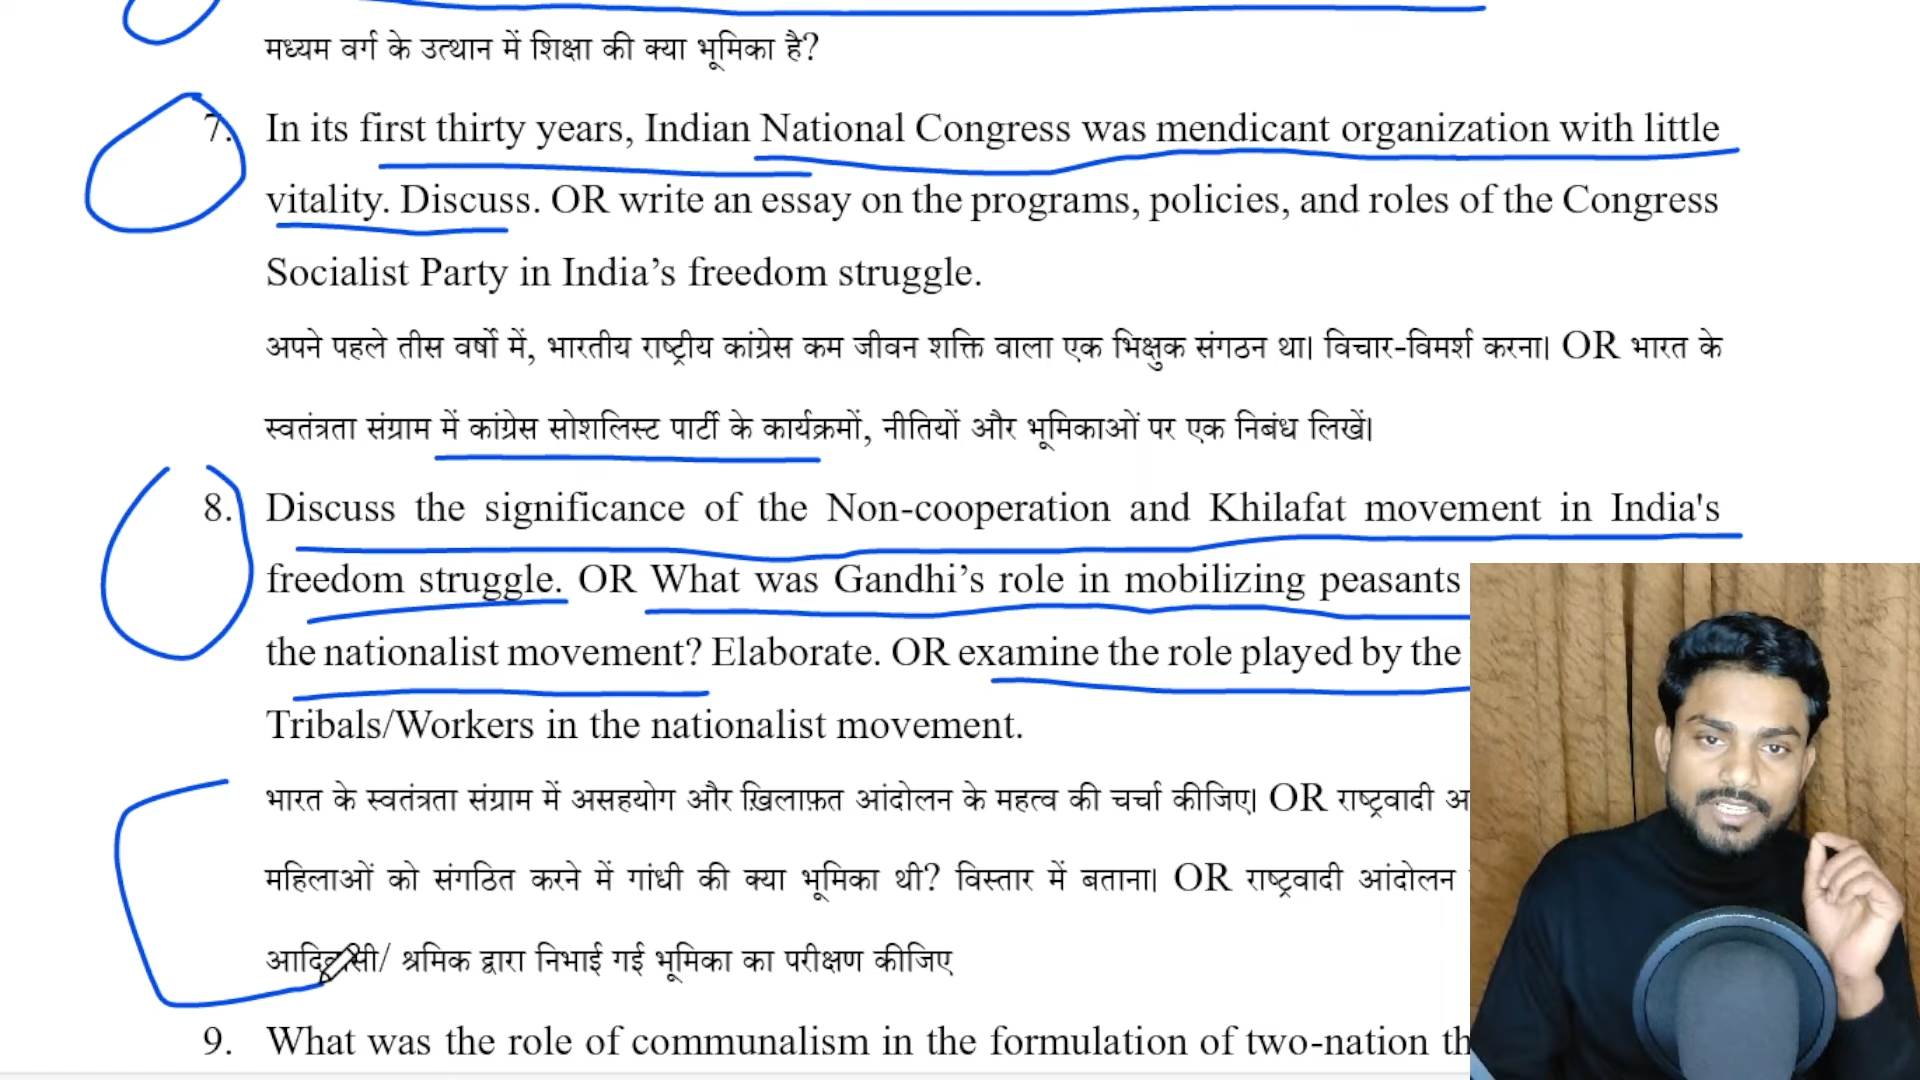 मध्यम वर्ग के उत्थान में शिक्षा की क्या भूमिका है?
7. In its first thirty years, Indian National Congress was mendicant organization with little
vitality. Discuss. OR write an essay on the programs, policies, and roles of the Congress
Socialist Party in India’s freedom struggle.
अपने पहले तीस वर्षो में, भारतीय राष्ट्रीय कांग्रेस कम जीवन शक्ति वाला एक भिक्षुक संगठन था। विचार-विमर्श करना। OR भारत के
स्वतंत्रता संग्राम में कांग्रेस सोशलिस्ट पार्टी के कार्यक्रमों, नीतियों और भूमिकाओं पर एक निबंध लिखें।
8. Discuss the significance of the Non-cooperation and Khilafat movement in India's
freedom struggle. OR What was Gandhi’s role in mobilizing peasants
the nationalist movement? Elaborate. OR examine the role played by the
Tribals/Workers in the nationalist movement.
भारत के स्वतंत्रता संग्राम में असहयोग और ख़िलाफ़त आंदोलन के महत्व की चर्चा कीजिए। OR राष्ट्रवादी
महिलाओं को संगठित करने में गांधी की क्या भूमिका थी? विस्तार में बताना। OR राष्ट्रवादी आंदोलन
आदिवासी/ श्रमिक द्वारा निभाई गई भूमिका का परीक्षण कीजिए
9. What was the role of communalism in the formulation of two-nation